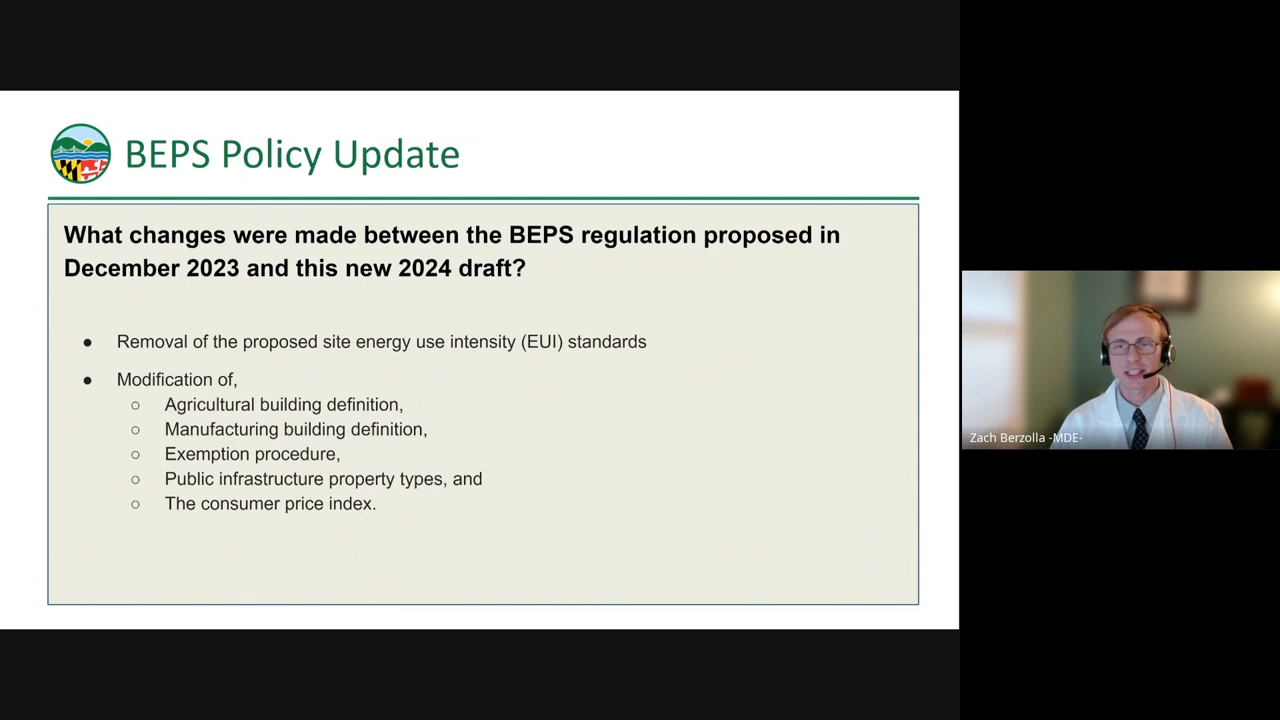 BEPS Policy Update
What changes were made between the BEPS regulation proposed in
December 2023 and this new 2024 draft?
● Removal of the proposed site energy use intensity (EUI) standards
● Modification of,
○ Agricultural building definition,
○ Manufacturing building definition,
○ Exemption procedure,
○ Public infrastructure property types, and
○ The consumer price index.
Zach Berzolla -MDE-